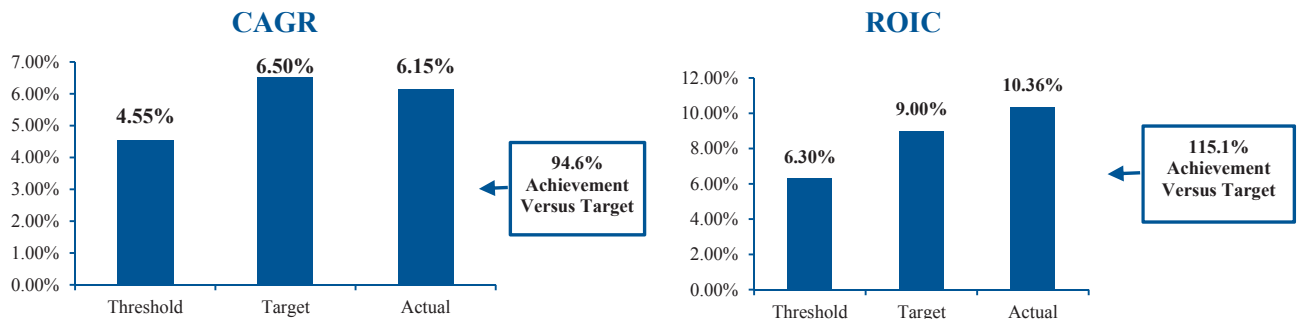 CAGR
7.00%
6.00%
5.00%
4.00%
3.00%
2.00%
1.00%
0.00%
4.55%
6.50%
6.15%
Threshold
Target
Actual
94.6%
Achievement
Versus Target
ROIC
12.00%
10.00%
8.00%
6.00%
4.00%
2.00%
0.00%
6.30%
9.00%
10.36%
Threshold
Target
Actual
115.1%
Achievement
Versus Target